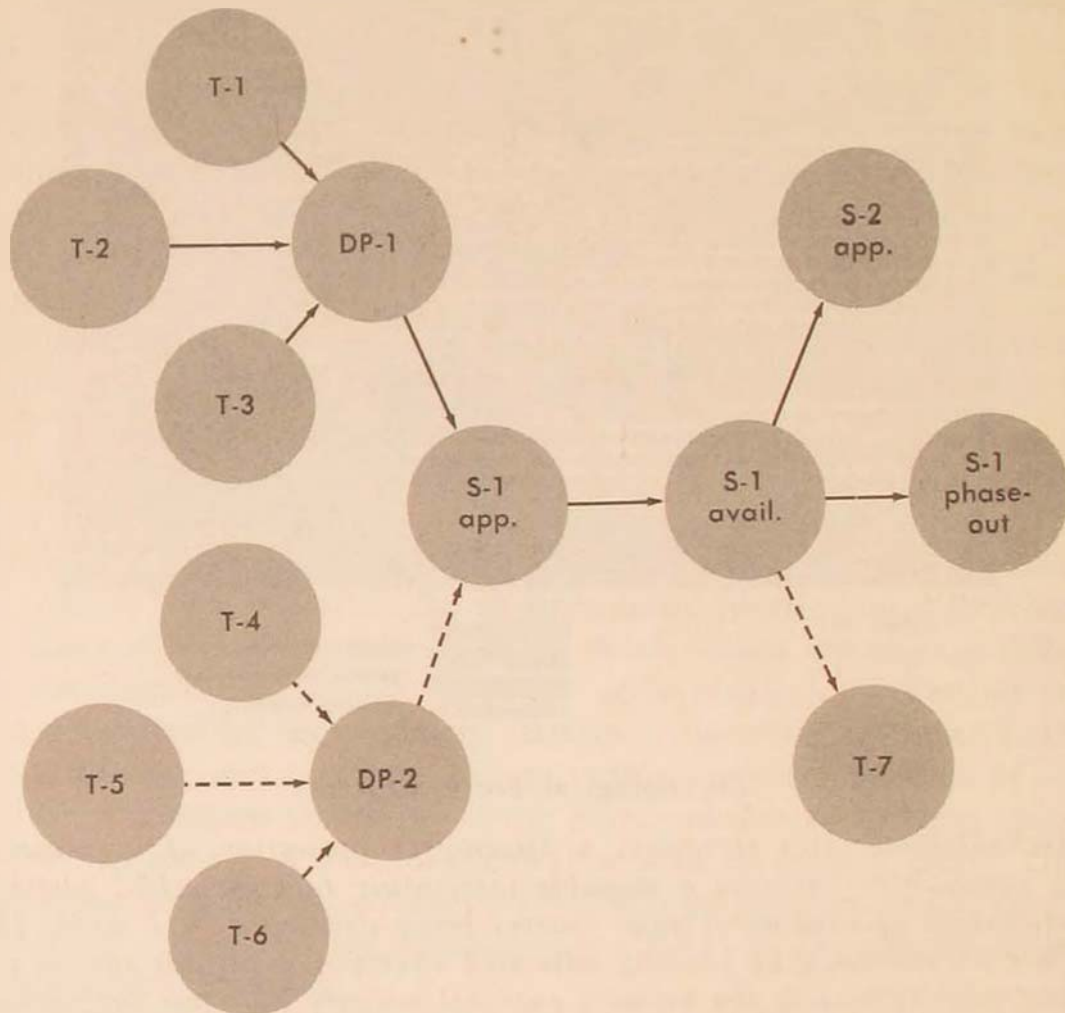 T-1
T-2
DP-1
T-3
S-2
app.
S-1
app.
S-1
avail.
S-1
phase-
out
T-4
T-5
DP-2
T-7
T-6